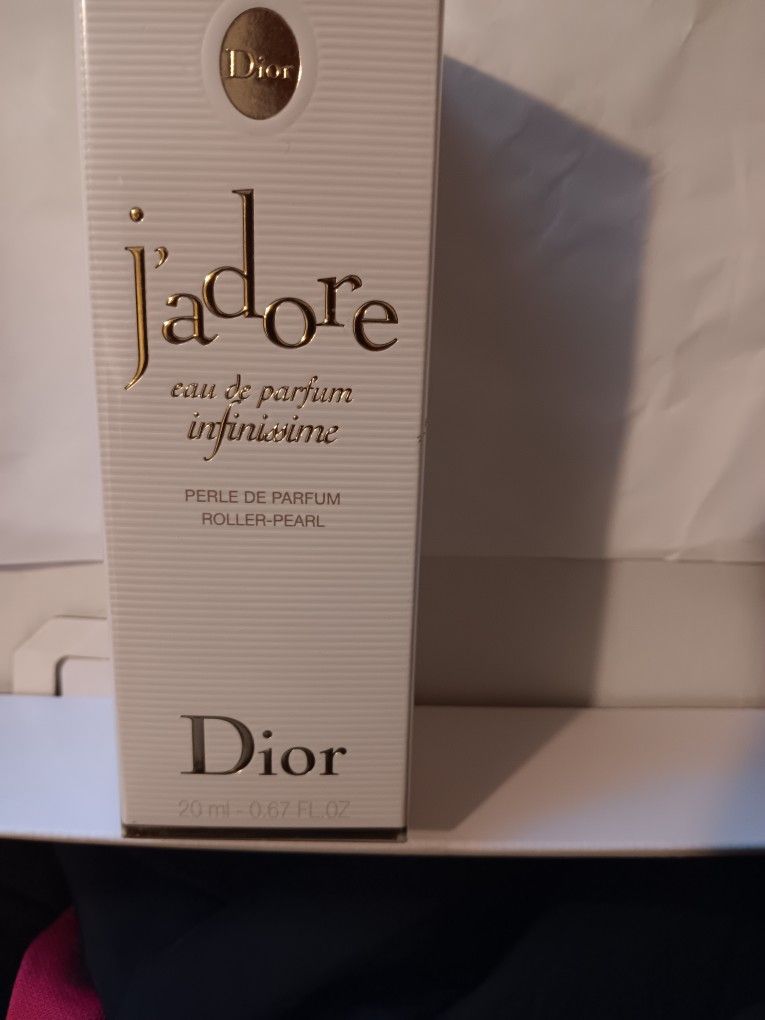 Dior
j'adore
eau de parfum
infinissime
PERLE DE PARFUM
ROLLER-PEARL
Dior
20 ml - 0.67 FL.OZ